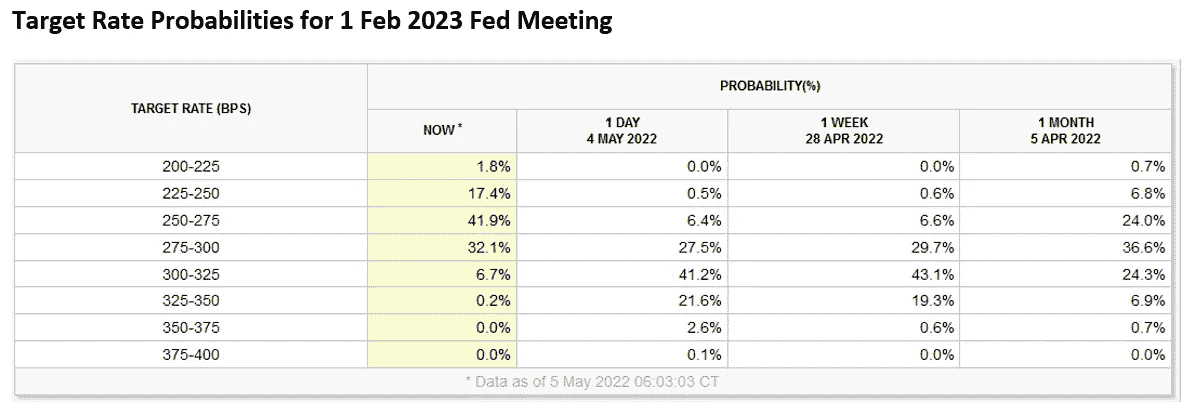 Target Rate Probabilities for 1 Feb 2023 Fed Meeting
TARGET RATE (BPS) PROBABILITY(%)
NOW * 1 DAY 4 MAY 2022 1 WEEK 28 APR 2022 1 MONTH 5 APR 2022
200-225 1.8% 0.0% 0.0% 0.7%
225-250 17.4% 0.5% 0.6% 6.8%
250-275 41.9% 6.4% 6.6% 24.0%
275-300 32.1% 27.5% 29.7% 36.6%
300-325 6.7% 41.2% 43.1% 24.3%
325-350 0.2% 21.6% 19.3% 6.9%
350-375 0.0% 2.6% 0.6% 0.7%
375-400 0.0% 0.1% 0.0% 0.0%
* Data as of 5 May 2022 06:03:03 CT